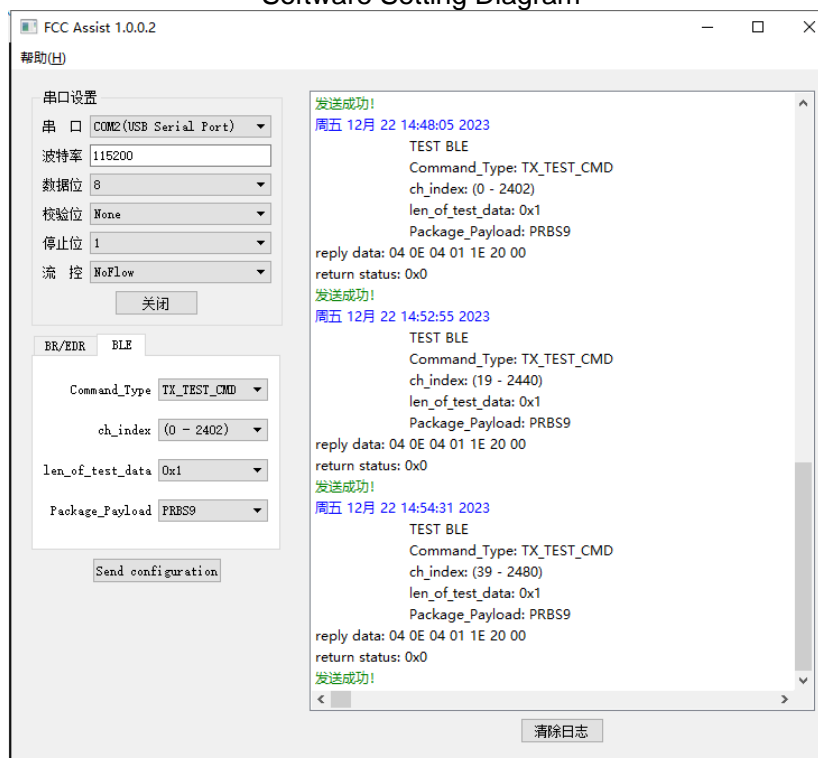 Software Setting Diagram
FCC Assist 1.0.0.2
帮助(H)
串口设置
串 口 COM2(USB Serial Port)
波特率 115200
数据位 8
校验位 None
停止位 1
流 控 NoFlow
关闭
BR/EDR BLE
Command_Type TX_TEST_CMD
ch_index (0 - 2402)
len_of_test_data 0x1
Package_Payload PRBS9
Send configuration
发送成功!
周五 12月 22 14:48:05 2023
TEST BLE
Command_Type: TX_TEST_CMD
ch_index: (0 - 2402)
len_of_test_data: 0x1
Package_Payload: PRBS9
reply data: 04 0E 04 01 1E 20 00
return status: 0x0
发送成功!
周五 12月 22 14:52:55 2023
TEST BLE
Command_Type: TX_TEST_CMD
ch_index: (19 - 2440)
len_of_test_data: 0x1
Package_Payload: PRBS9
reply data: 04 0E 04 01 1E 20 00
return status: 0x0
发送成功!
周五 12月 22 14:54:31 2023
TEST BLE
Command_Type: TX_TEST_CMD
ch_index: (39 - 2480)
len_of_test_data: 0x1
Package_Payload: PRBS9
reply data: 04 0E 04 01 1E 20 00
return status: 0x0
发送成功!
清除日志